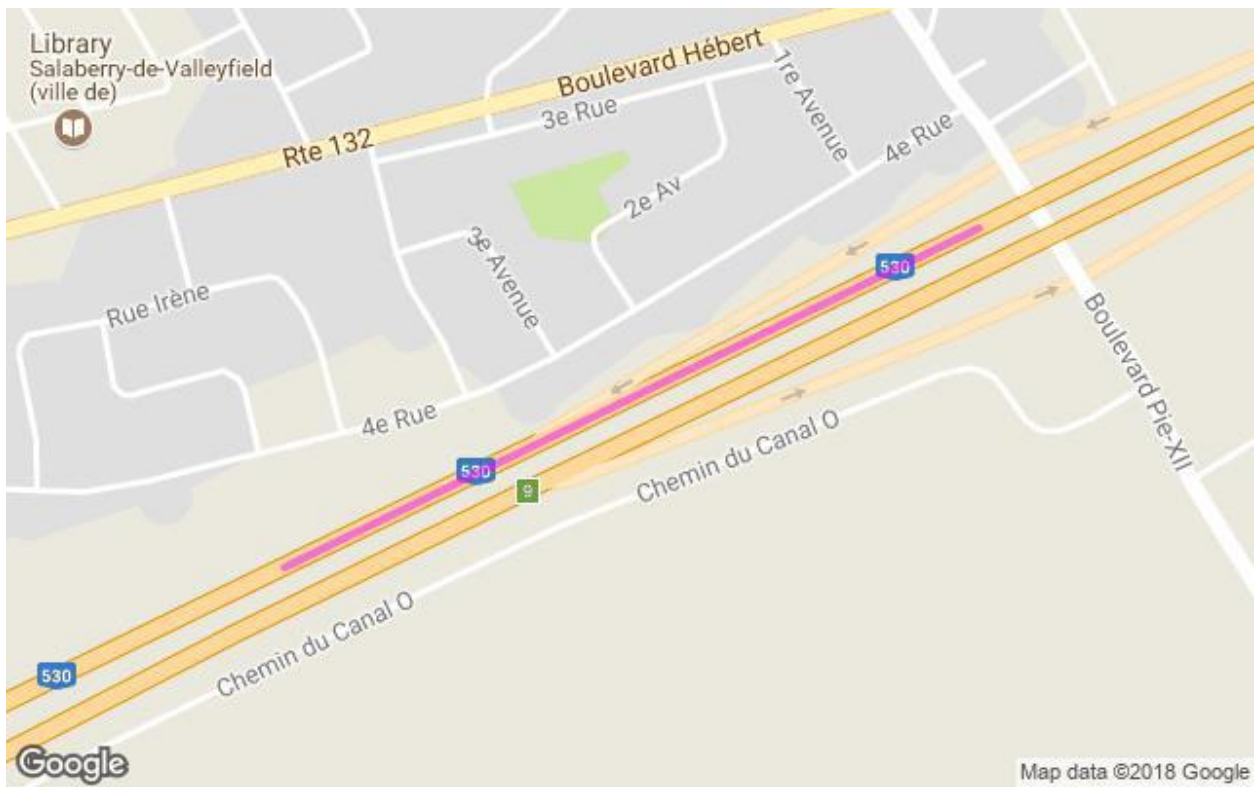 Library
Salaberry-de-Valleyfield
(ville de)
Boulevard Hébert
Rte 132
3e Rue
1re Avenue
4e Rue
2e Av
3e Avenue
Rue Irène
530
Boulevard Pie-XII
4e Rue
Chemin du Canal O
530
9
Chemin du Canal O
530
Google
Map data ©2018 Google